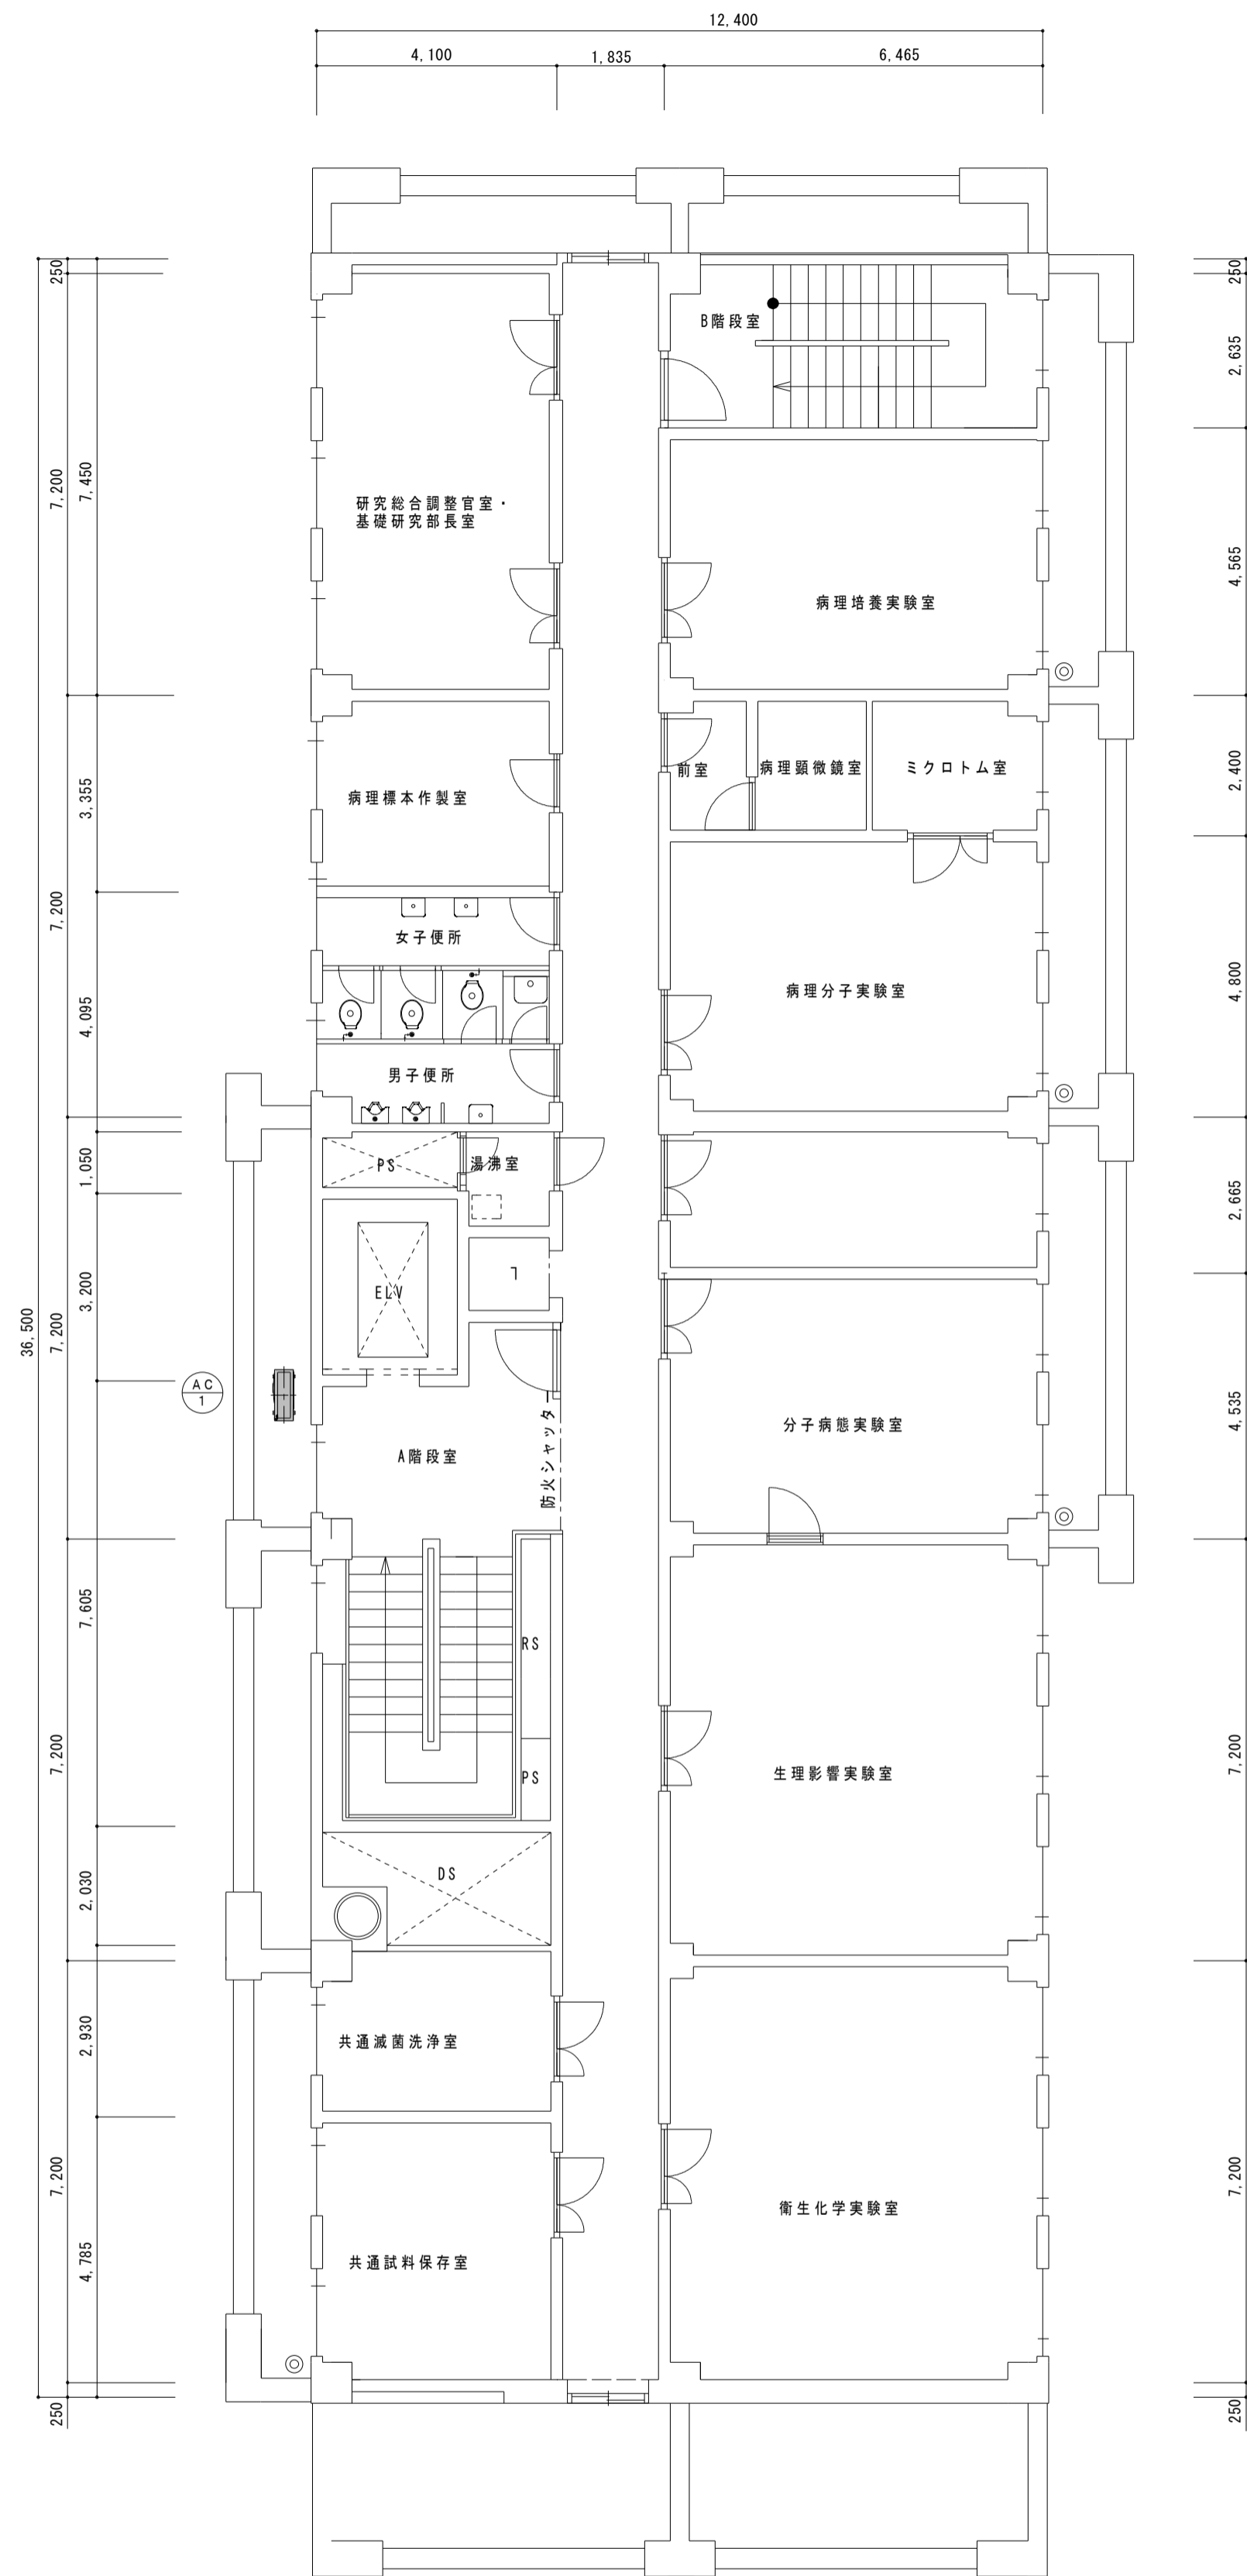 12,400
4,100
1,835
6,465
250
7,200
7,450
3,355
7,200
4,095
1,050
3,200
7,200
36,500
7,605
7,200
2,030
2,930
7,200
4,785
250
250
2,635
4,565
2,400
4,800
2,665
4,535
7,200
7,200
250
B階段室
研究総合調整官室・
基礎研究部長室
病理培養実験室
前室
病理顕微鏡室
ミクロトム室
病理標本作製室
女子便所
病理分子実験室
男子便所
PS
湯沸室
ELV
AC
1
防火シャッター
A階段室
分子病態実験室
RS
生理影響実験室
PS
DS
共通滅菌洗浄室
衛生化学実験室
共通試料保存室